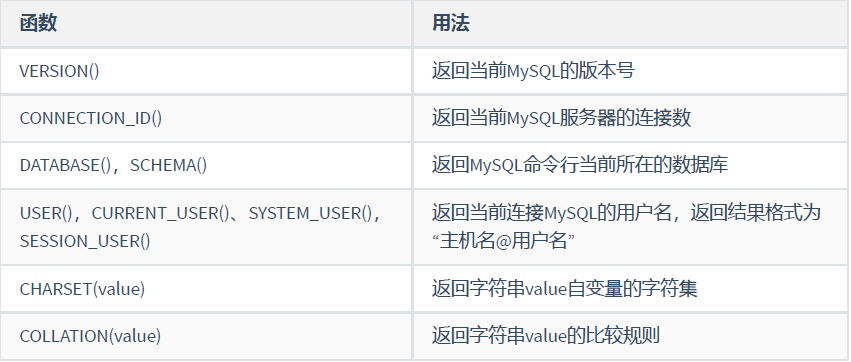 函数 用法
VERSION() 返回当前MySQL的版本号
CONNECTION_ID() 返回当前MySQL服务器的连接数
DATABASE()，SCHEMA() 返回MySQL命令行当前所在的数据库
USER()，CURRENT_USER()、SYSTEM_USER()， 返回当前连接MySQL的用户名，返回结果格式为
SESSION_USER() “主机名@用户名”
CHARSET(value) 返回字符串value自变量的字符集
COLLATION(value) 返回字符串value的比较规则